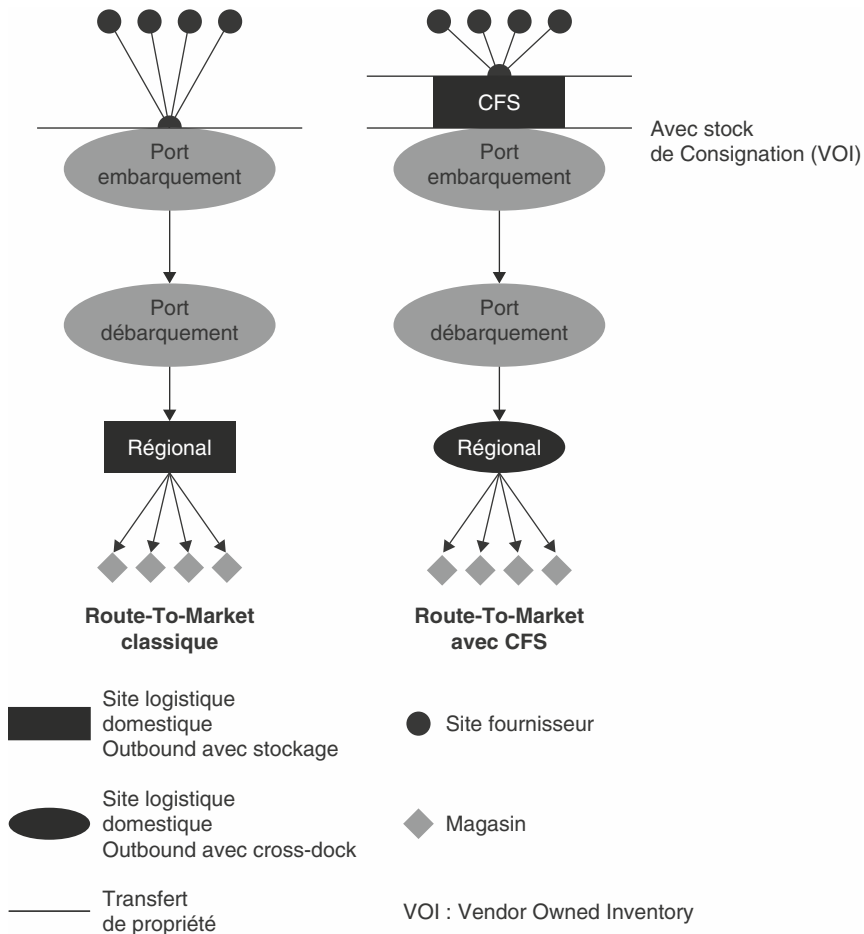 CFS
Avec stock
de Consignation (VOI)
Port
embarquement
Port
embarquement
Port
débarquement
Port
débarquement
Régional
Régional
Route-To-Market
classique
Route-To-Market
avec CFS
Site logistique
domestique
Outbound avec stockage
Site fournisseur
Site logistique
domestique
Outbound avec cross-dock
Magasin
Transfert
de propriété
VOI : Vendor Owned Inventory